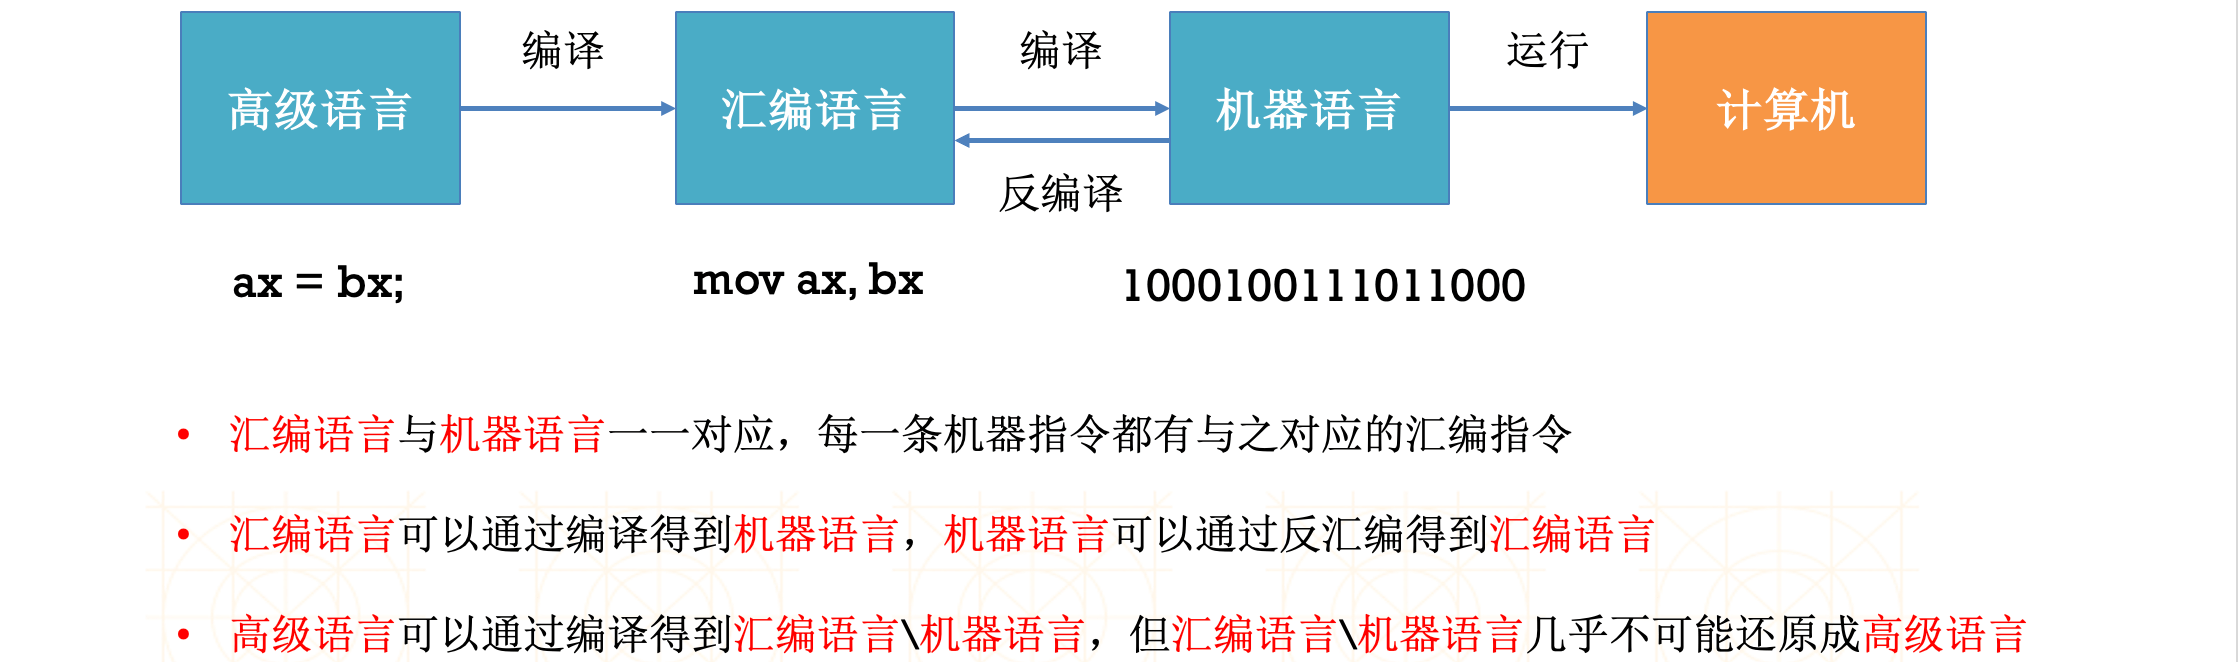 编译 编译 运行
高级语言 汇编语言 机器语言 计算机
反编译
ax = bx; mov ax, bx 1000100111011000
• 汇编语言与机器语言一一对应，每一条机器指令都有与之对应的汇编指令
• 汇编语言可以通过编译得到机器语言，机器语言可以通过反汇编得到汇编语言
• 高级语言可以通过编译得到汇编语言\机器语言，但汇编语言\机器语言几乎不可能还原成高级语言